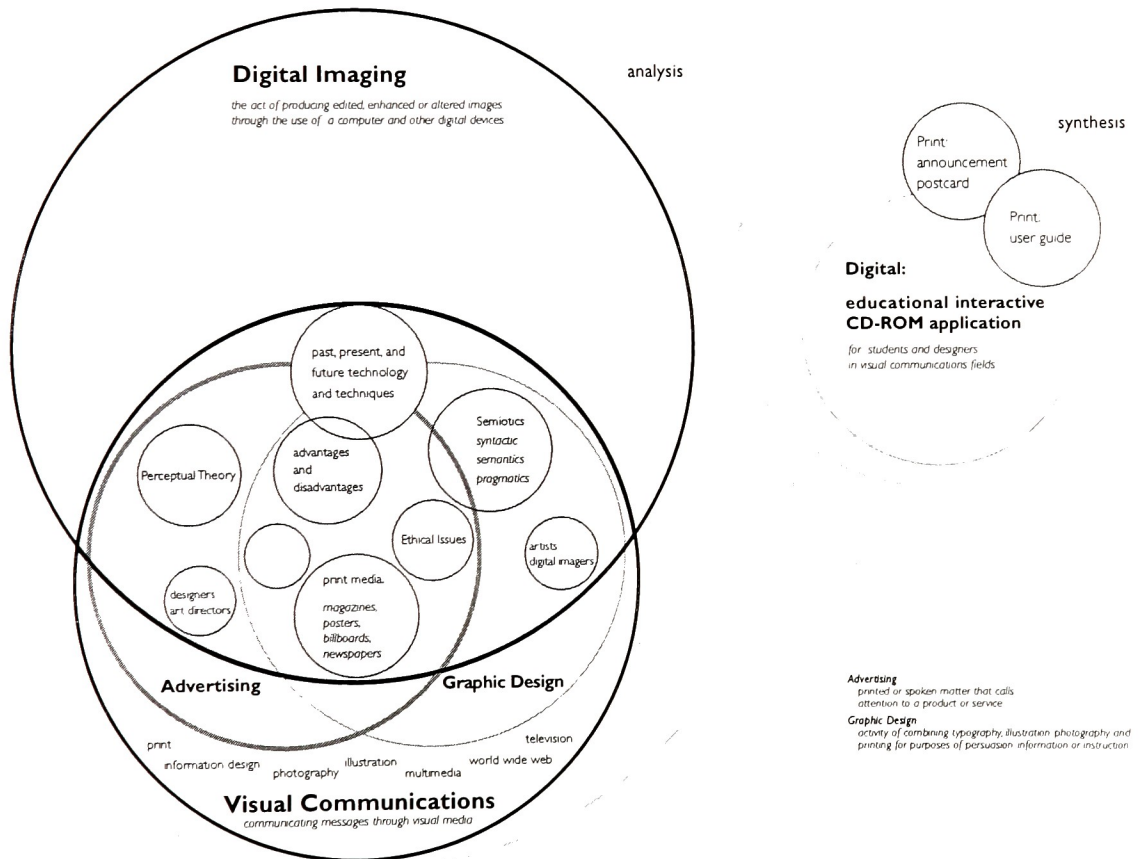 Digital Imaging
the act of producing edited, enhanced or altered images
through the use of a computer and other digital devices
analysis
synthesis
Print:
announcement
postcard
Print:
user guide
Digital:
educational interactive
CD-ROM application
for students and designers
in visual communications fields
past, present, and
future technology
and techniques
Perceptual Theory
advantages
and
disadvantages
Semiotics
syntactic
semantics
pragmatics
Ethical Issues
artists
digital imagers
designers
art directors
print media.
magazines,
posters,
billboards,
newspapers
Advertising
Graphic Design
print
information design
photography
illustration
multimedia
world wide web
television
Visual Communications
communicating messages through visual media
Advertising
printed or spoken matter that calls
attention to a product or service
Graphic Design
activity of combining typography, illustration photography and
printing for purposes of persuasion information or instruction